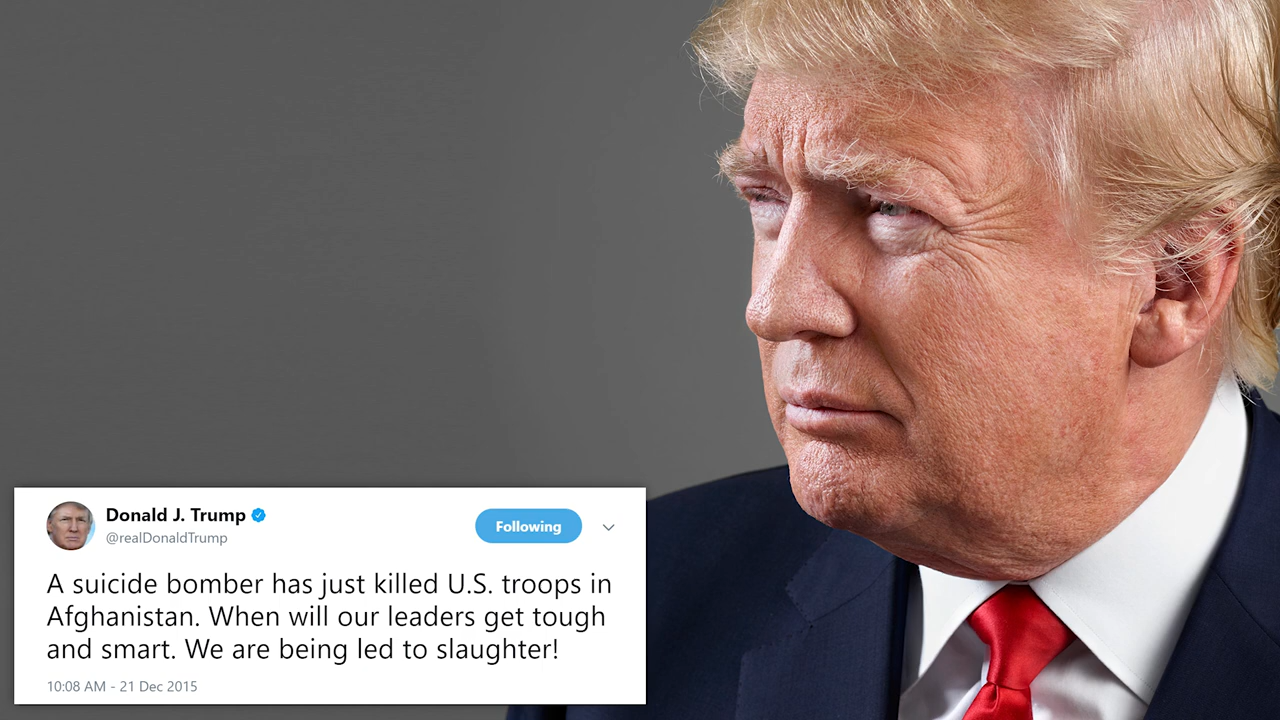 Donald J. Trump
Following
@realDonaldTrump
A suicide bomber has just killed U.S. troops in
Afghanistan. When will our leaders get tough
and smart. We are being led to slaughter!
10:08 AM - 21 Dec 2015